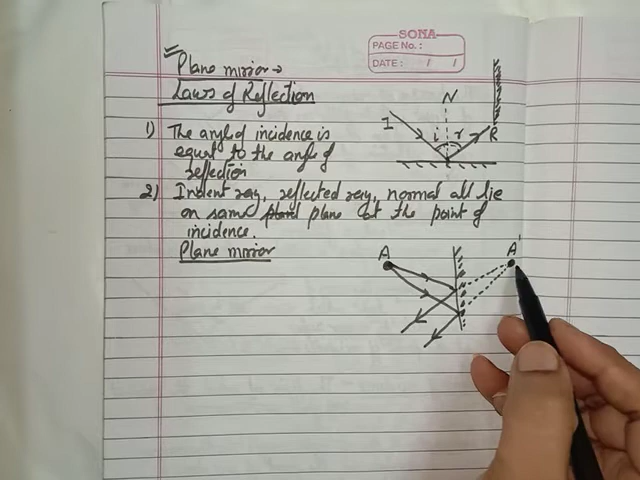 SONA
PAGE No.:
DATE: / /
Plane mirror→
Laws of Reflection
N
I
i r
R
1) The angle of incidence is
equal to the angle of
reflection
2) Indent ray, reflected ray, normal all lie
on same plane at the point of
incidence.
Plane mirror
A
A'